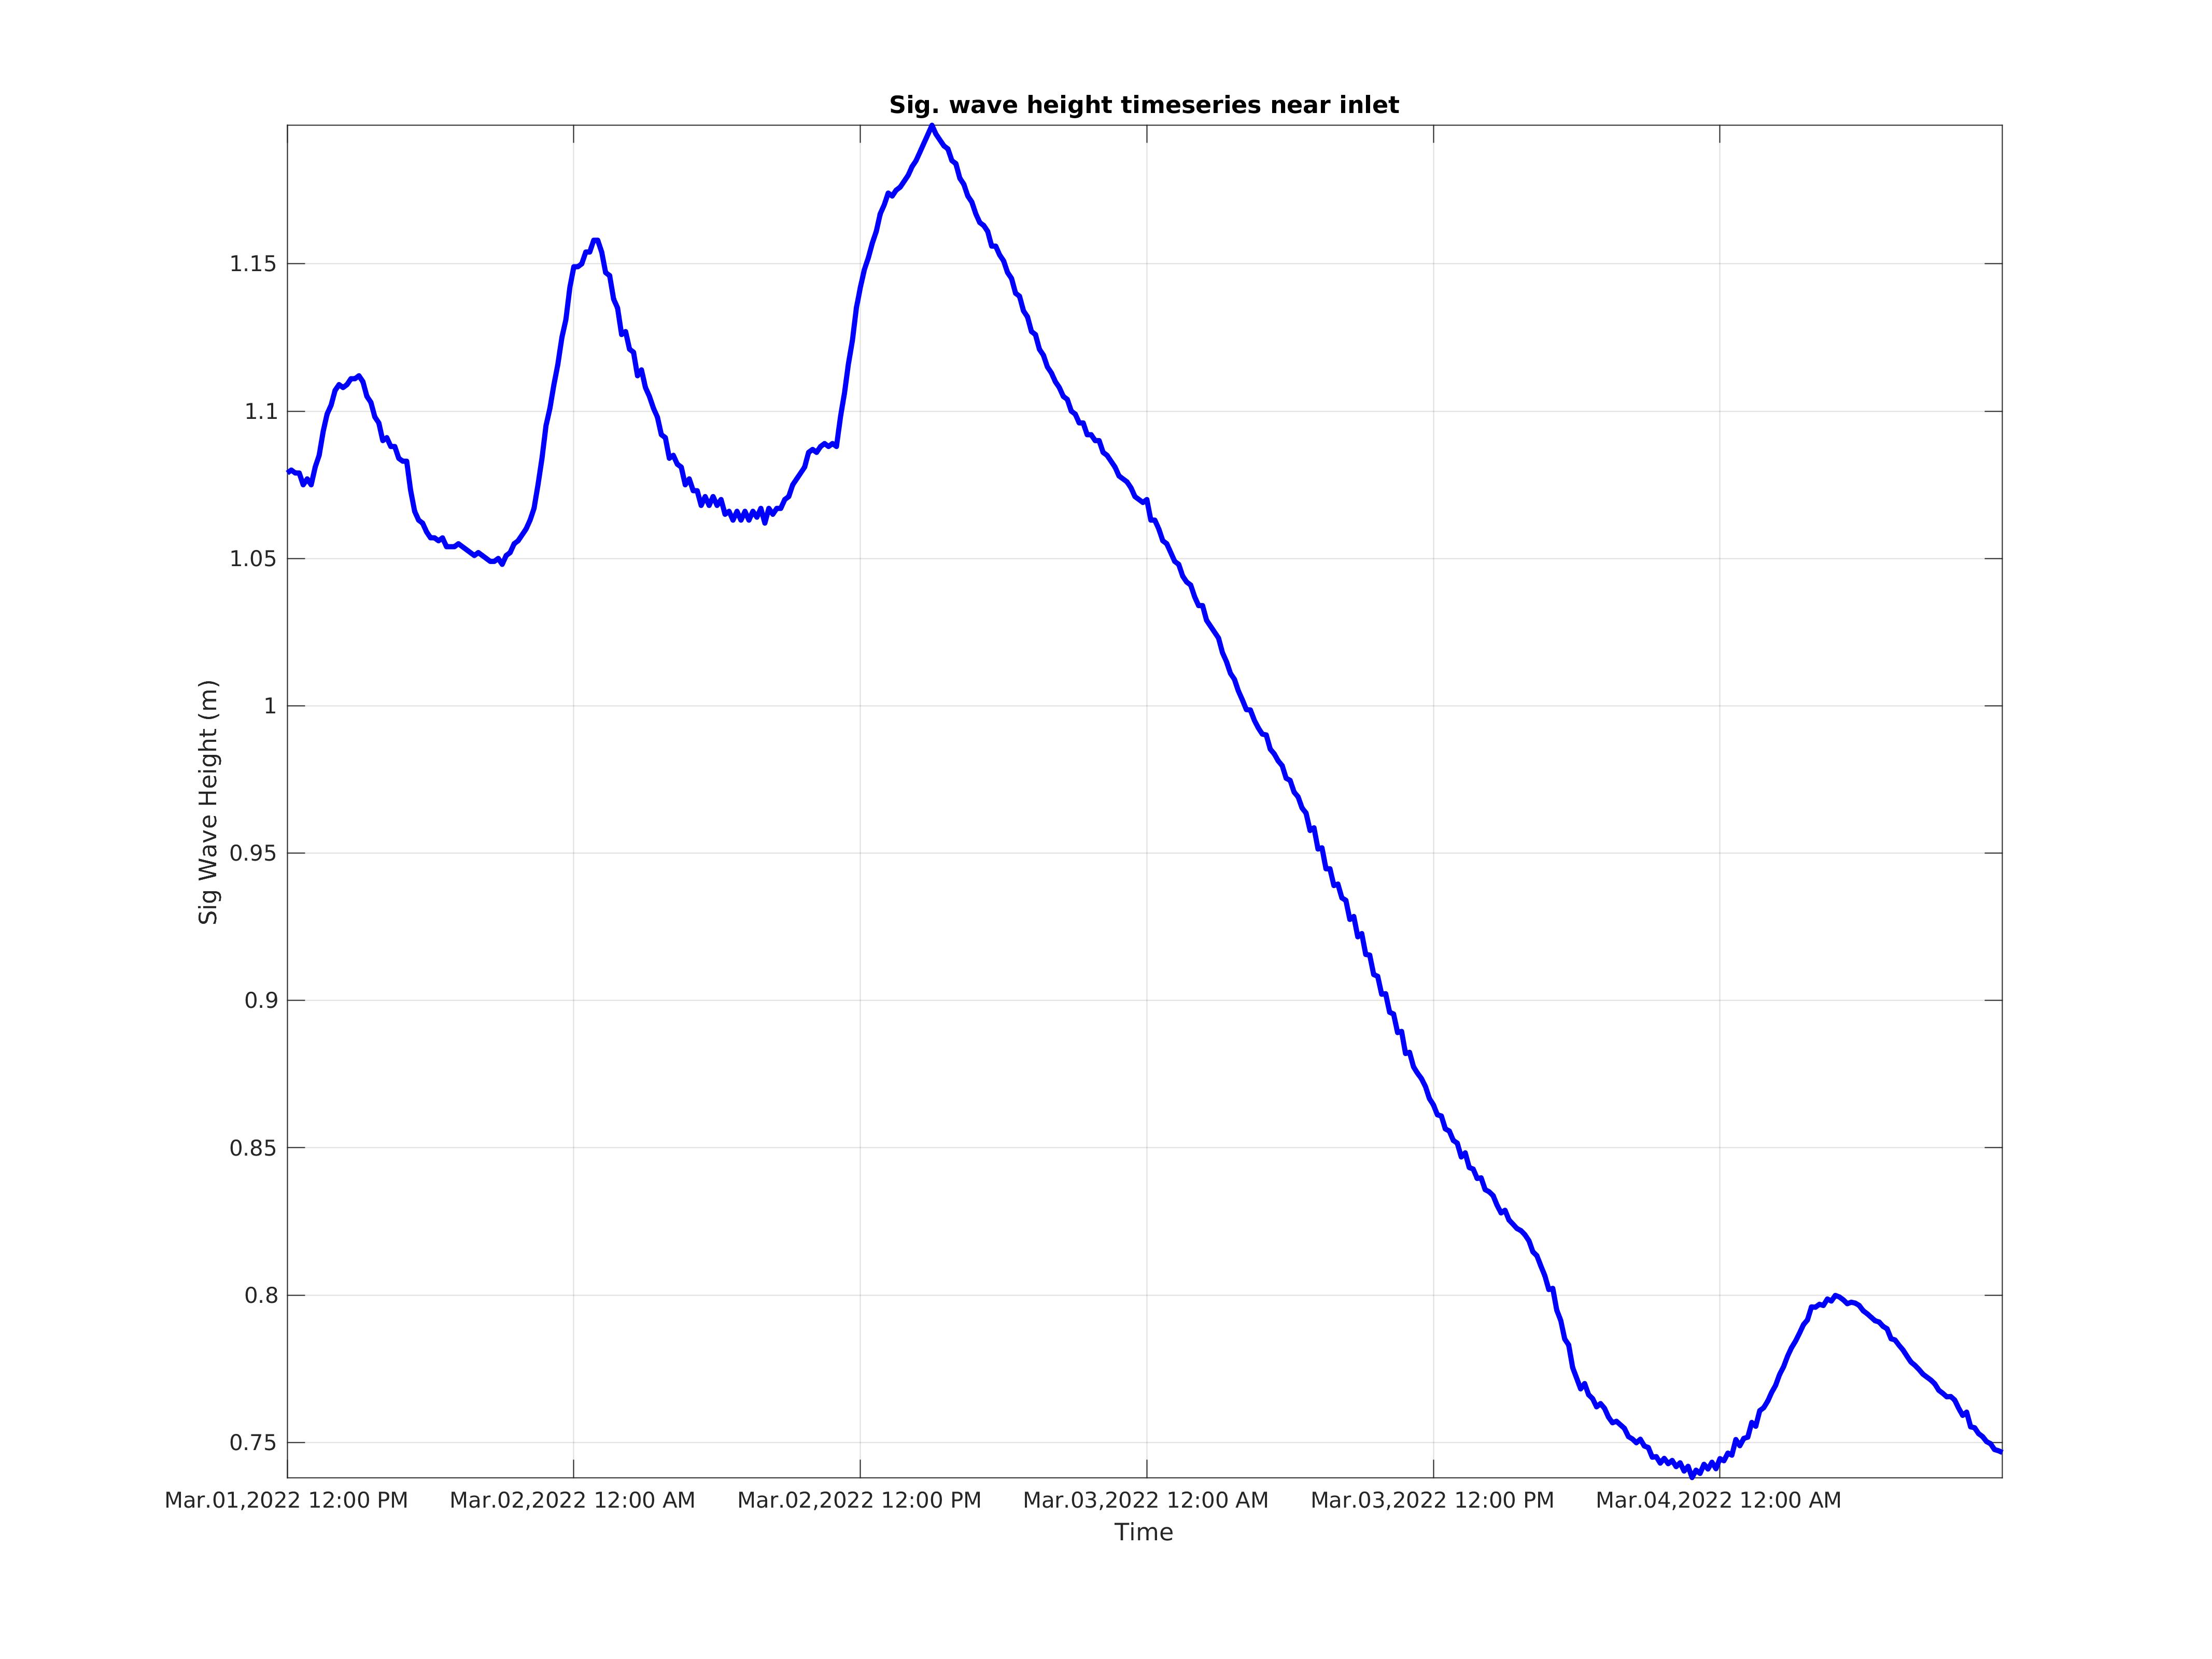 Sig. wave height timeseries near inlet
1.15
1.1
1.05
1
0.95
0.9
0.85
0.8
0.75
Sig Wave Height (m)
Mar.01,2022 12:00 PM
Mar.02,2022 12:00 AM
Mar.02,2022 12:00 PM
Mar.03,2022 12:00 AM
Mar.03,2022 12:00 PM
Mar.04,2022 12:00 AM
Time